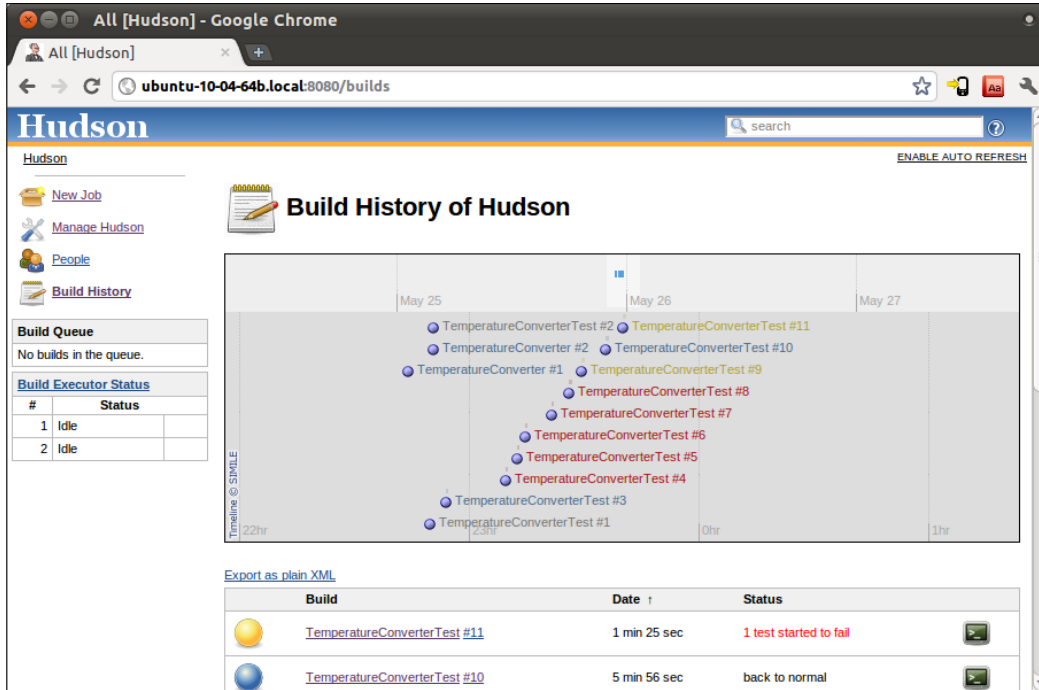 All [Hudson] - Google Chrome
All [Hudson]
ubuntu-10-04-64b.local:8080/builds
Aa
Hudson
search
?
Hudson
ENABLE AUTO REFRESH
New Job
Manage Hudson
People
Build History
Build Queue
No builds in the queue.
Build Executor Status
# Status
1 Idle
2 Idle
Build History of Hudson
May 25 May 26 May 27
TemperatureConverterTest #2 TemperatureConverterTest #11
TemperatureConverter #2 TemperatureConverterTest #10
TemperatureConverter #1 TemperatureConverterTest #9
TemperatureConverterTest #8
TemperatureConverterTest #7
TemperatureConverterTest #6
TemperatureConverterTest #5
TemperatureConverterTest #4
TemperatureConverterTest #3
TemperatureConverterTest #1
22hr 23hr 0hr 1hr
Timeline © SIMILE
Export as plain XML
Build Date ↑ Status
TemperatureConverterTest #11 1 min 25 sec 1 test started to fail
TemperatureConverterTest #10 5 min 56 sec back to normal